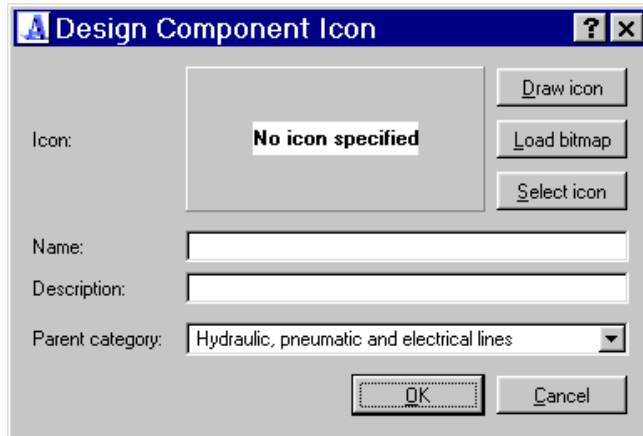 Design Component Icon
Icon:
No icon specified
Draw icon
Load bitmap
Select icon
Name:
Description:
Parent category: Hydraulic, pneumatic and electrical lines
OK Cancel